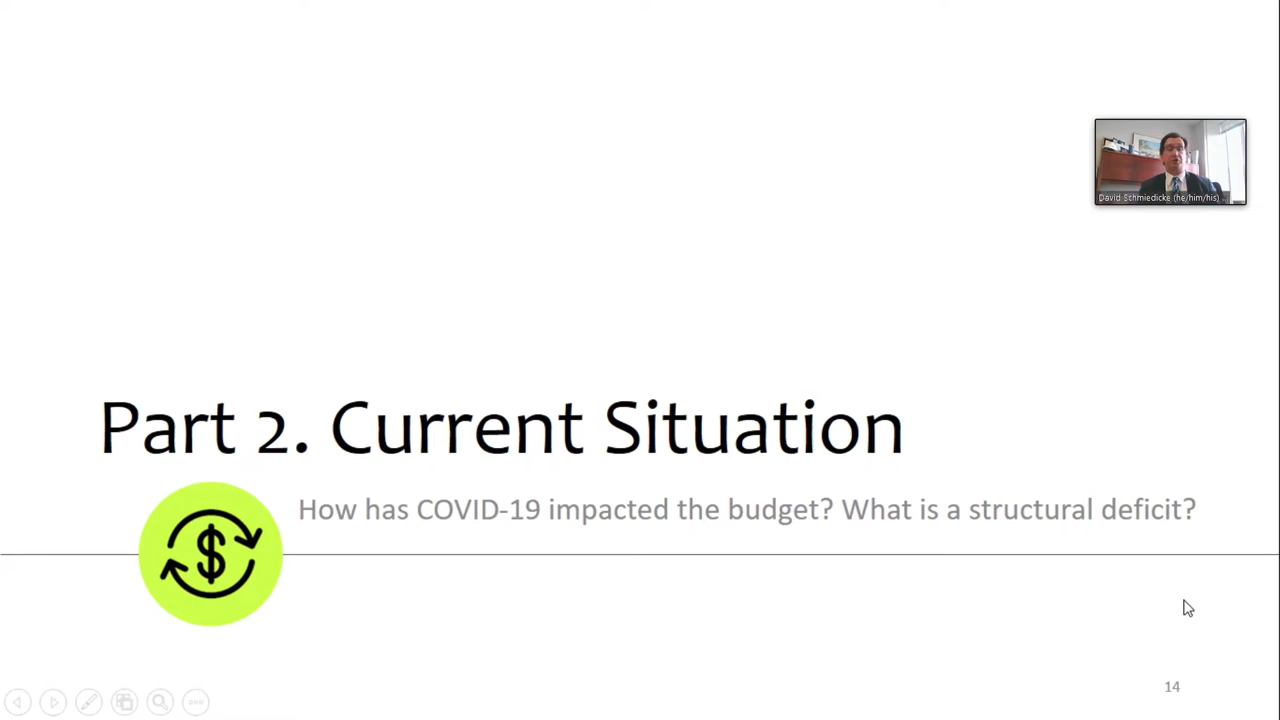 David Schmiedicke (he/him/his)
Part 2. Current Situation
How has COVID-19 impacted the budget? What is a structural deficit?
$
14